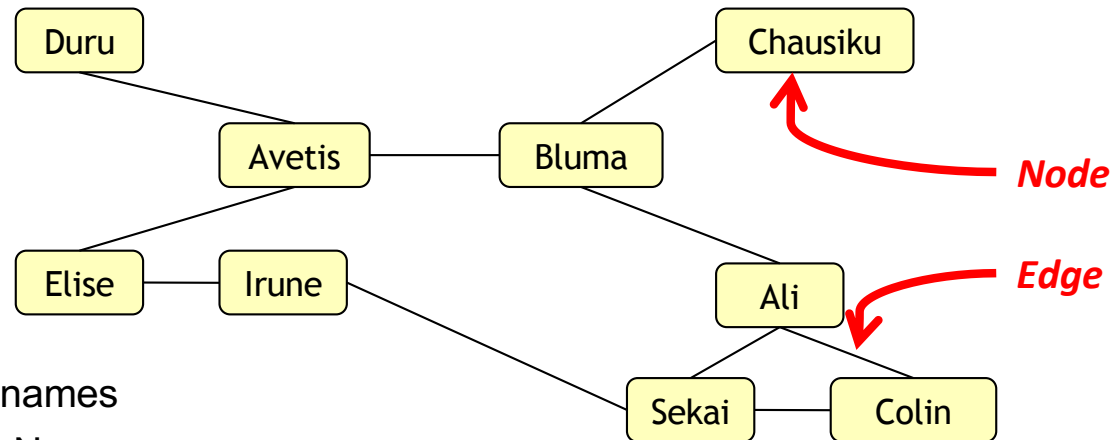 Duru
Chausiku
Avetis
Bluma
Node
Elise
Irune
Ali
Edge
names
Sekai
Colin